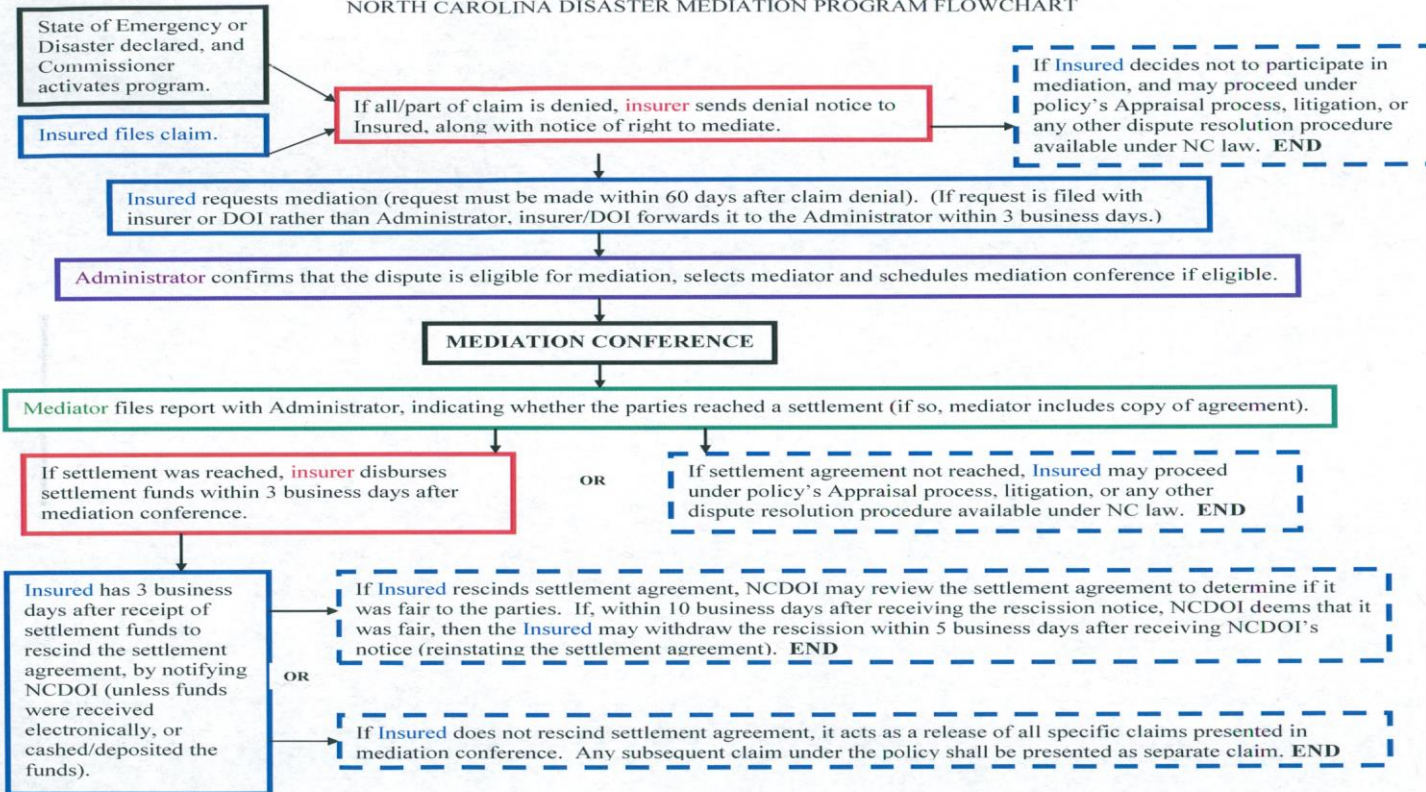 NORTH CAROLINA DISASTER MEDIATION PROGRAM FLOWCHART
State of Emergency or
Disaster declared, and
Commissioner
activates program.
Insured files claim.
If all/part of claim is denied, insurer sends denial notice to
Insured, along with notice of right to mediate.
If Insured decides not to participate in
mediation, and may proceed under
policy's Appraisal process, litigation, or
any other dispute resolution procedure
available under NC law. END
Insured requests mediation (request must be made within 60 days after claim denial). (If request is filed with
insurer or DOI rather than Administrator, insurer/DOI forwards it to the Administrator within 3 business days.)
Administrator confirms that the dispute is eligible for mediation, selects mediator and schedules mediation conference if eligible.
MEDIATION CONFERENCE
Mediator files report with Administrator, indicating whether the parties reached a settlement (if so, mediator includes copy of agreement).
If settlement was reached, insurer disburses
settlement funds within 3 business days after
mediation conference.
OR
If settlement agreement not reached, Insured may proceed
under policy's Appraisal process, litigation, or any other
dispute resolution procedure available under NC law. END
Insured has 3 business
days after receipt of
settlement funds to
rescind the settlement
agreement, by notifying
NCDOI (unless funds
were received
electronically, or
cashed/deposited the
funds).
OR
If Insured rescinds settlement agreement, NCDOI may review the settlement agreement to determine if it
was fair to the parties. If, within 10 business days after receiving the rescission notice, NCDOI deems that it
was fair, then the Insured may withdraw the rescission within 5 business days after receiving NCDOI's
notice (reinstating the settlement agreement). END
If Insured does not rescind settlement agreement, it acts as a release of all specific claims presented in
mediation conference. Any subsequent claim under the policy shall be presented as separate claim. END